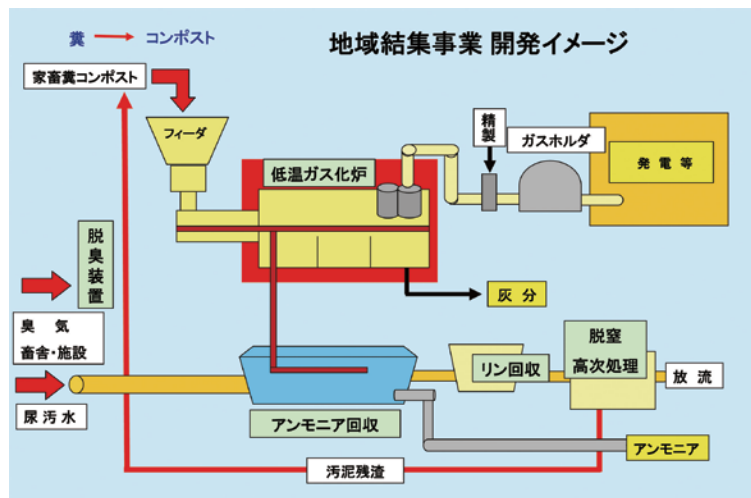 糞 コンポスト
地域結集事業 開発イメージ
家畜糞コンポスト
フィーダ
精製
ガスホルダ
発電等
低温ガス化炉
脱臭装置
灰分
臭 気
畜舎・施設
尿汚水
アンモニア回収
リン回収
脱窒
高次処理
放流
アンモニア
汚泥残渣